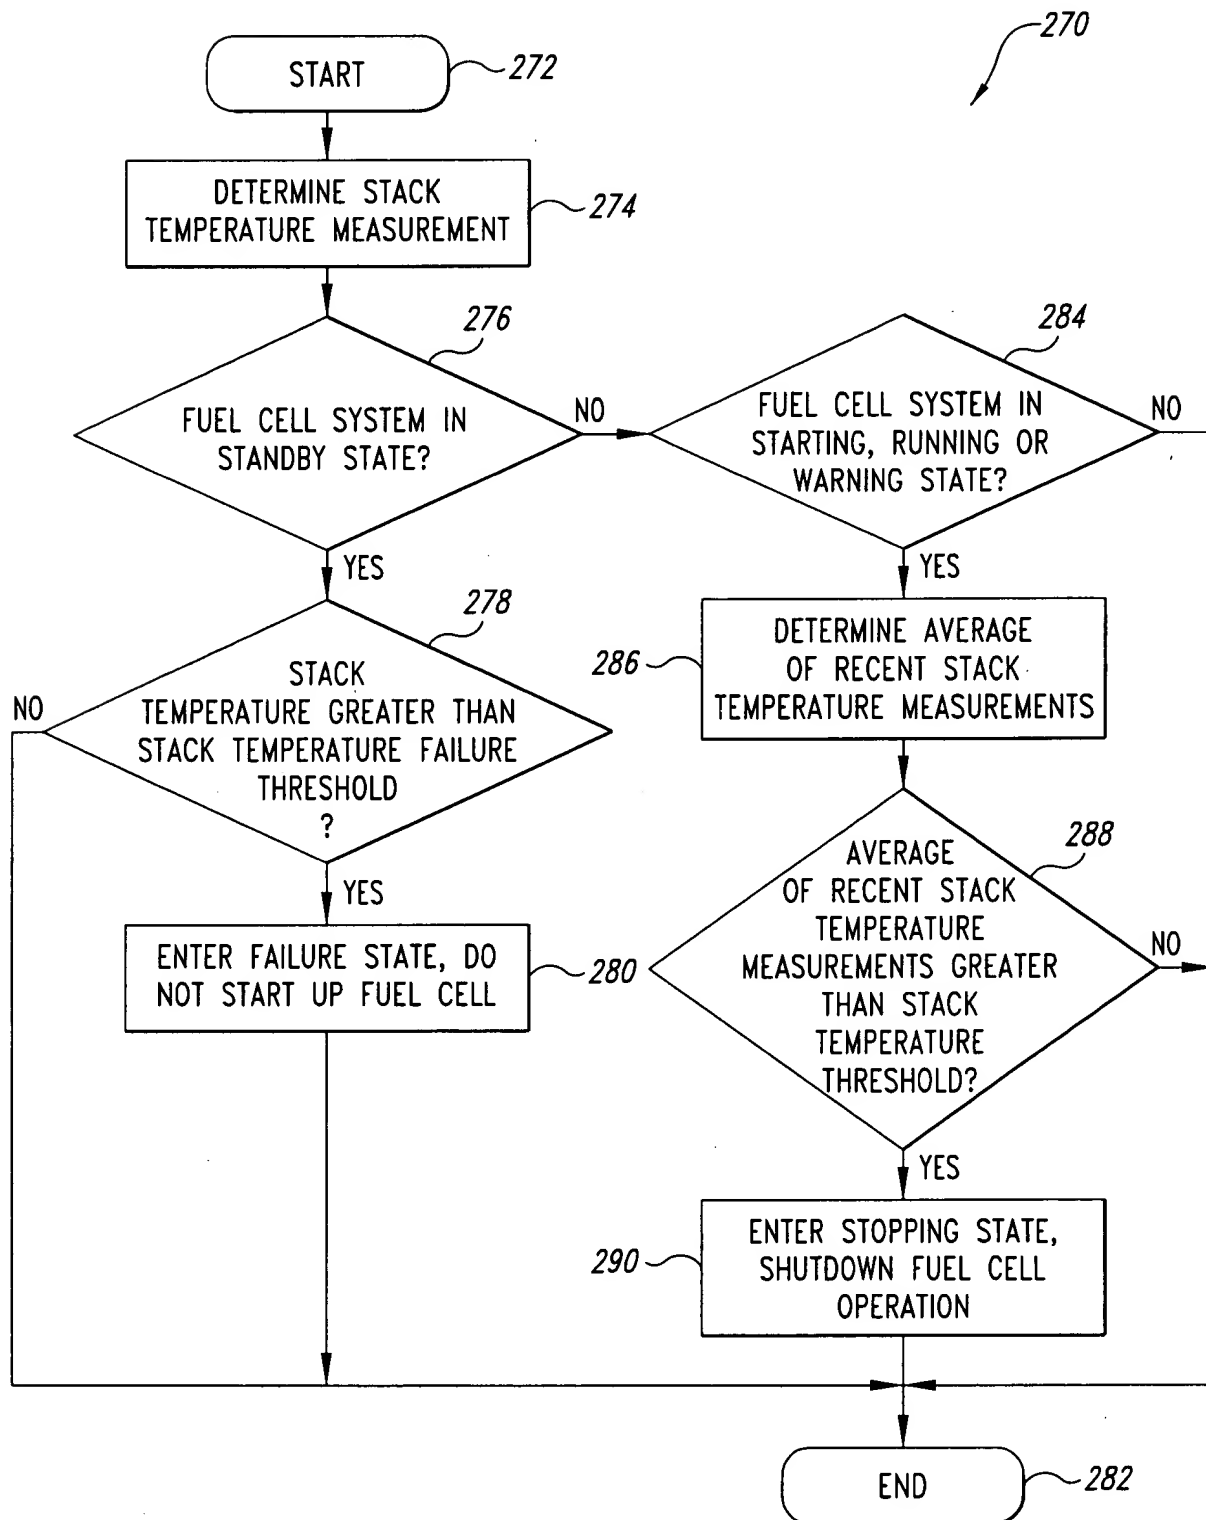 270
START
272
DETERMINE STACK
TEMPERATURE MEASUREMENT
274
276
FUEL CELL SYSTEM IN
STANDBY STATE?
NO
284
FUEL CELL SYSTEM IN
STARTING, RUNNING OR
WARNING STATE?
NO
YES
YES
278
STACK
TEMPERATURE GREATER THAN
STACK TEMPERATURE FAILURE
THRESHOLD
?
NO
286
DETERMINE AVERAGE
OF RECENT STACK
TEMPERATURE MEASUREMENTS
YES
288
AVERAGE
OF RECENT STACK
TEMPERATURE
MEASUREMENTS GREATER
THAN STACK
TEMPERATURE
THRESHOLD?
NO
ENTER FAILURE STATE, DO
NOT START UP FUEL CELL
280
YES
290
ENTER STOPPING STATE,
SHUTDOWN FUEL CELL
OPERATION
END
282